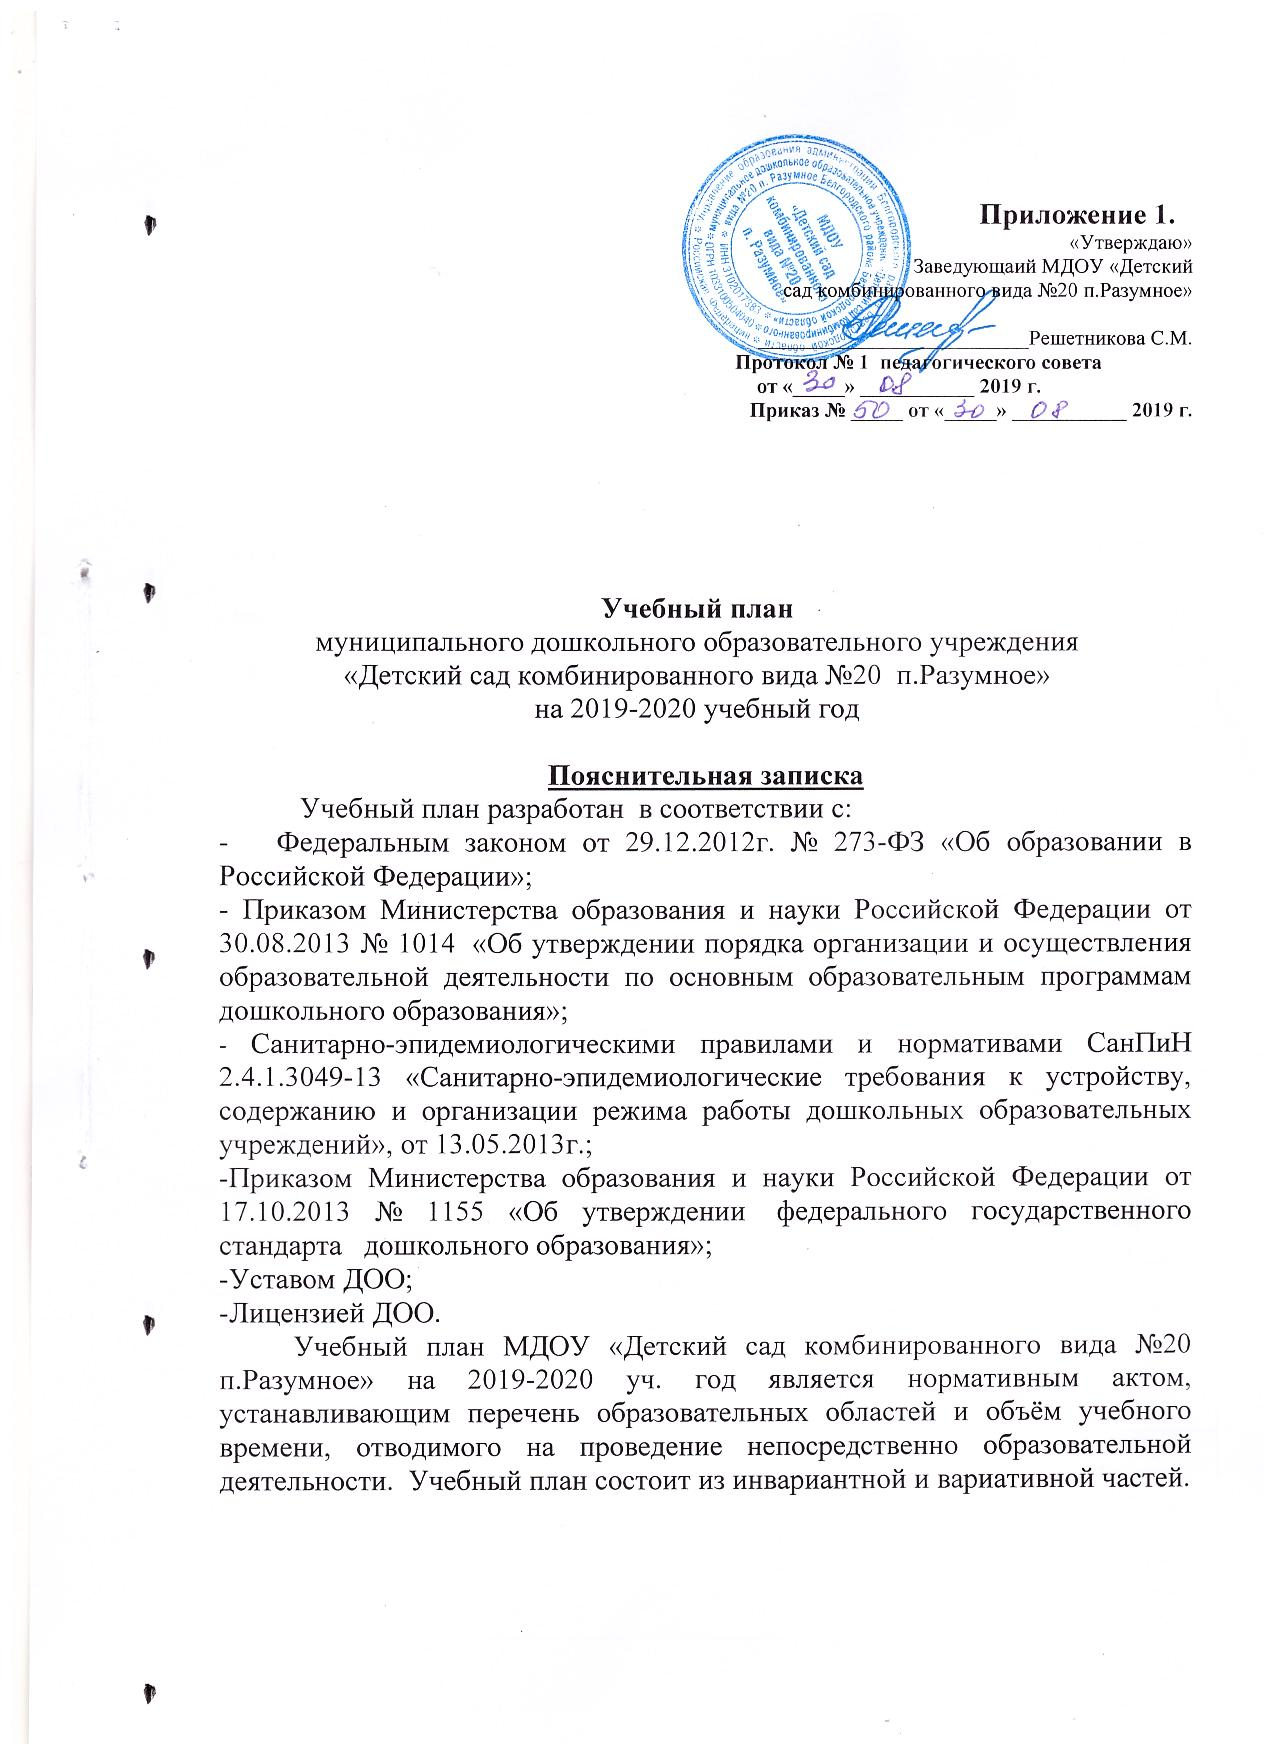 Приложение 1.
«Утверждаю»
Заведующаий МДОУ «Детский
сад комбинированного вида №20 п.Разумное»
МДОУ
«Детский сад
комбинированного
вида №20
п. Разумное»
___________________________Решетникова С.М.
Протокол № 1 педагогического совета
от «30» 08 2019 г.
Приказ № 50 от «30» 08 2019 г.
Учебный план
муниципального дошкольного образовательного учреждения
«Детский сад комбинированного вида №20 п.Разумное»
на 2019-2020 учебный год
Пояснительная записка
Учебный план разработан в соответствии с:
- Федеральным законом от 29.12.2012г. № 273-ФЗ «Об образовании в
Российской Федерации»;
- Приказом Министерства образования и науки Российской Федерации от
30.08.2013 № 1014 «Об утверждении порядка организации и осуществления
образовательной деятельности по основным образовательным программам
дошкольного образования»;
- Санитарно-эпидемиологическими правилами и нормативами СанПиН
2.4.1.3049-13 «Санитарно-эпидемиологические требования к устройству,
содержанию и организации режима работы дошкольных образовательных
учреждений», от 13.05.2013г.;
-Приказом Министерства образования и науки Российской Федерации от
17.10.2013 № 1155 «Об утверждении федерального государственного
стандарта дошкольного образования»;
-Уставом ДОО;
-Лицензией ДОО.
Учебный план МДОУ «Детский сад комбинированного вида №20
п.Разумное» на 2019-2020 уч. год является нормативным актом,
устанавливающим перечень образовательных областей и объём учебного
времени, отводимого на проведение непосредственно образовательной
деятельности. Учебный план состоит из инвариантной и вариативной частей.